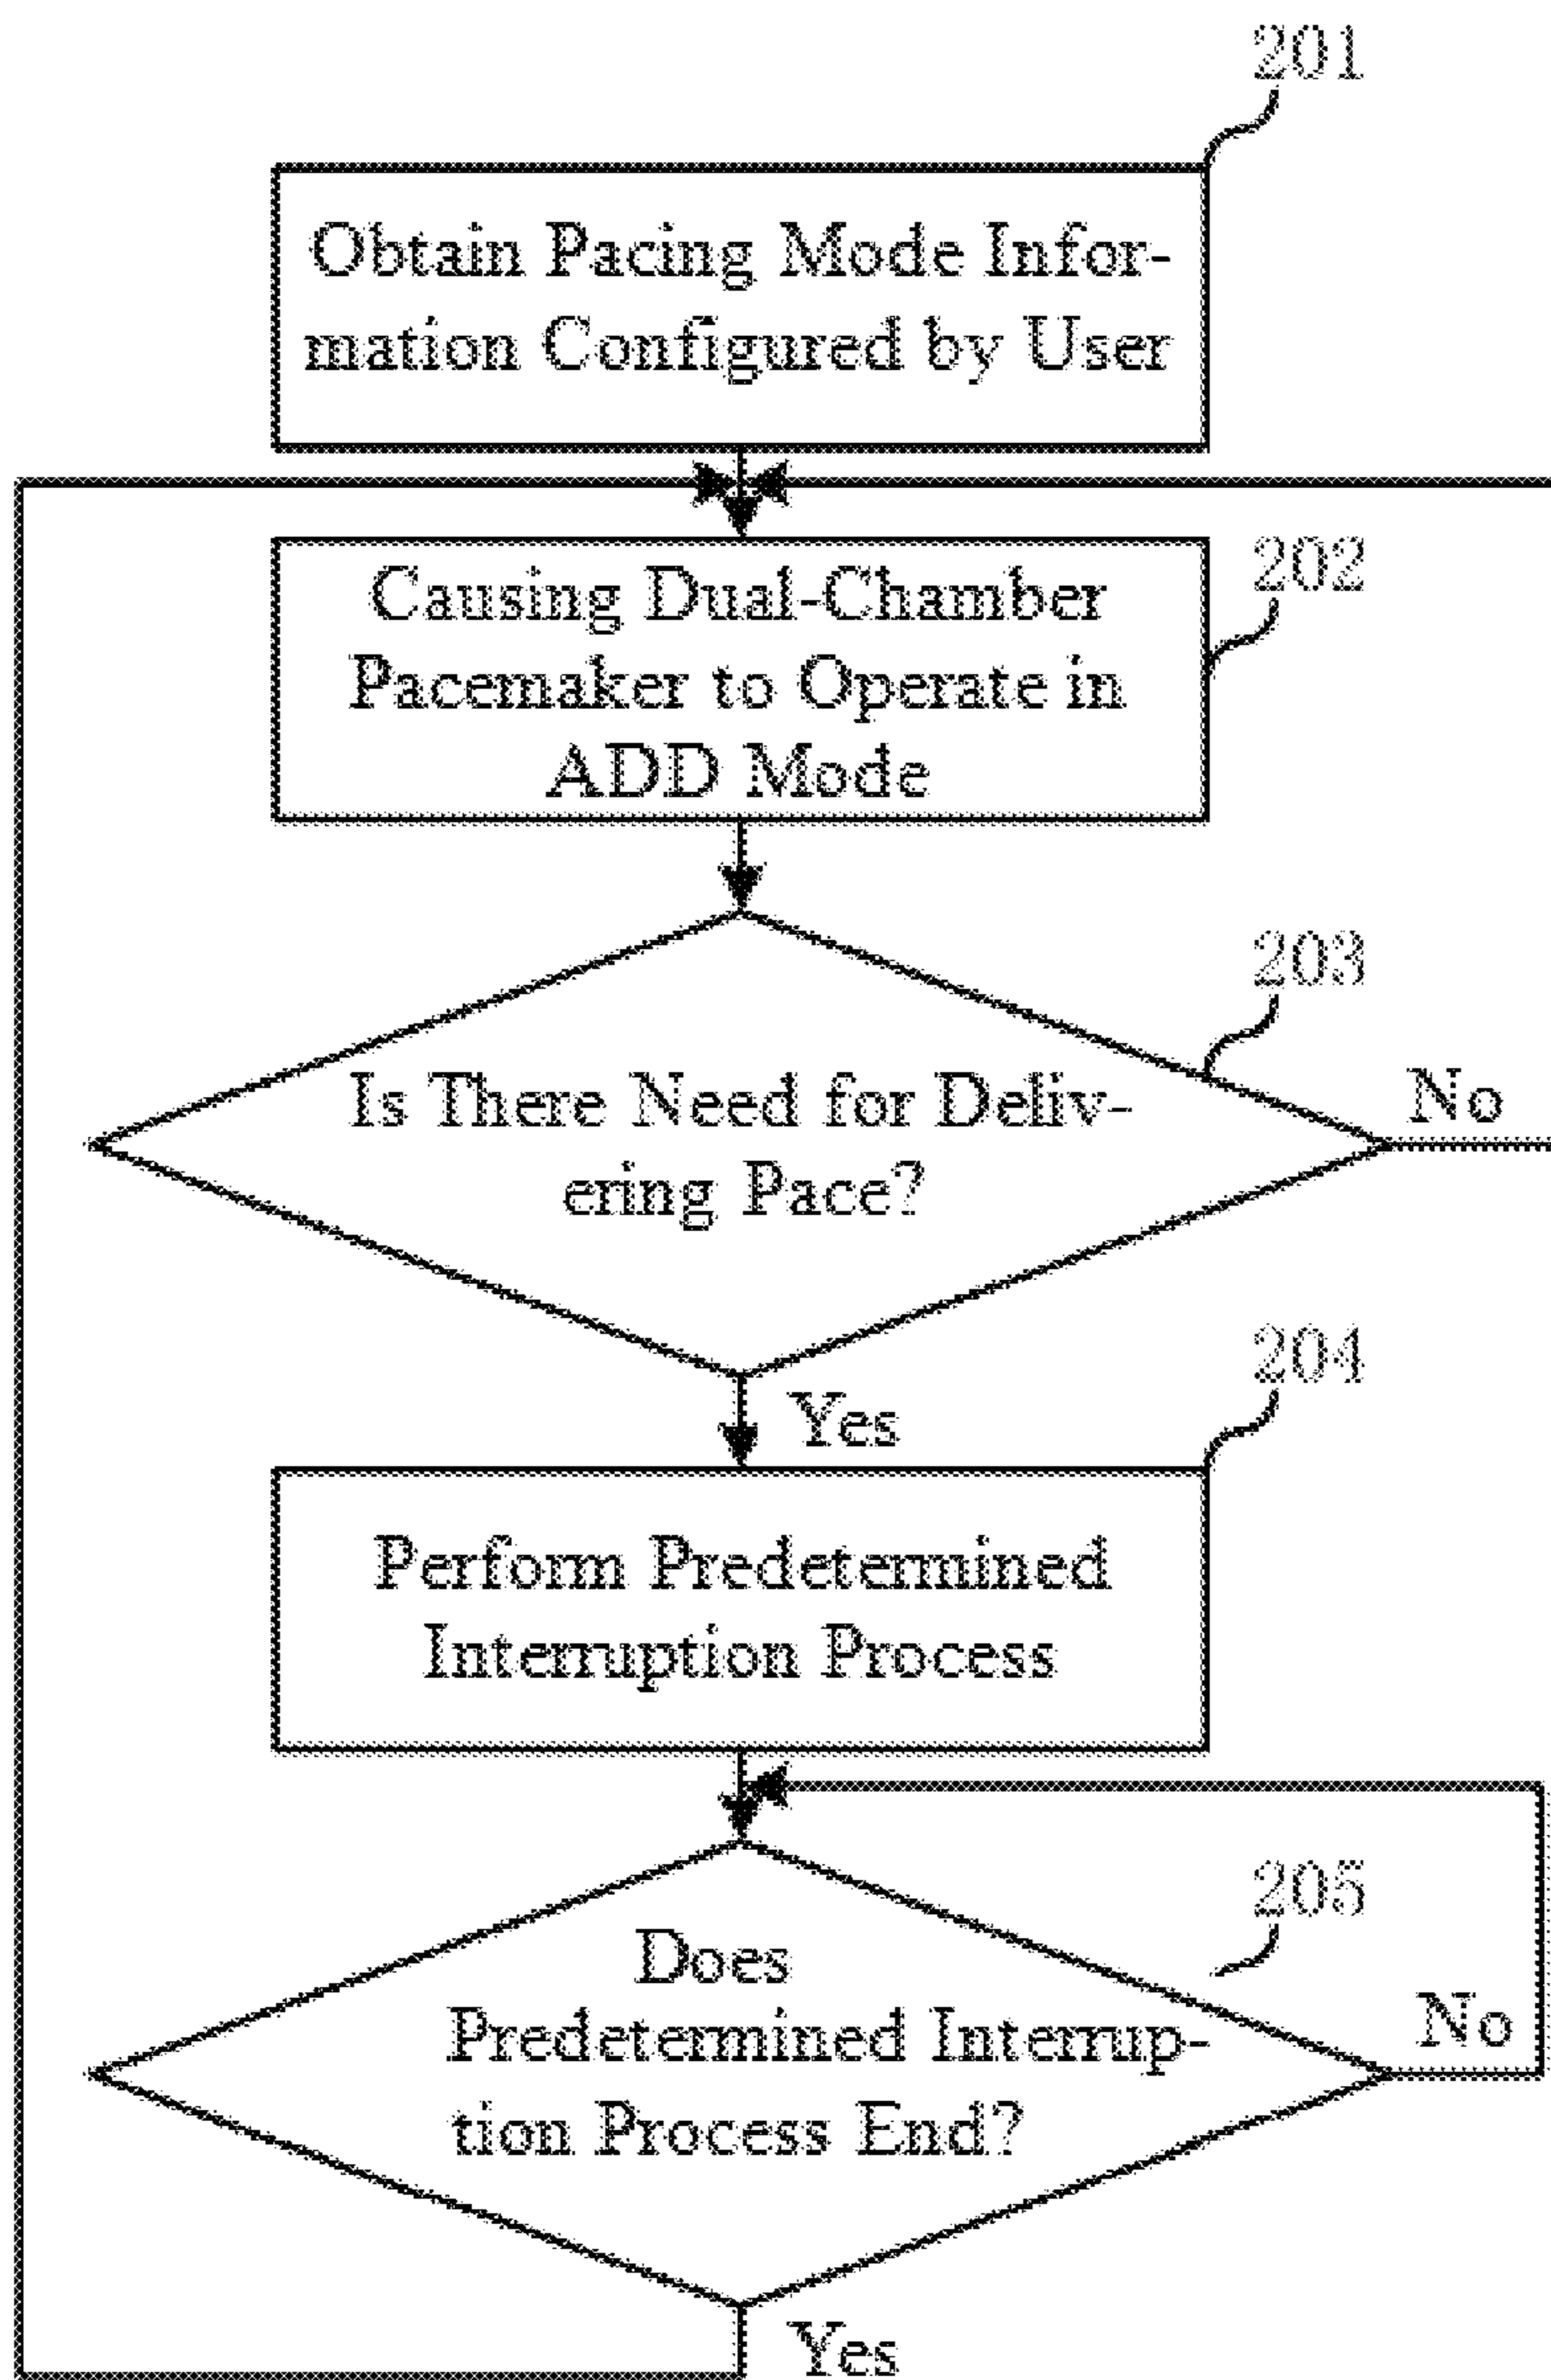 201
Obtain Pacing Mode Infor-
mation Configured by User
202
Causing Dual-Chamber
Pacemaker to Operate in
ADD Mode
203
Is There Need for Deliv-
ering Pace?
No
Yes
204
Perform Predetermined
Interruption Process
205
Does
Predetermined Interrup-
tion Process End?
No
Yes